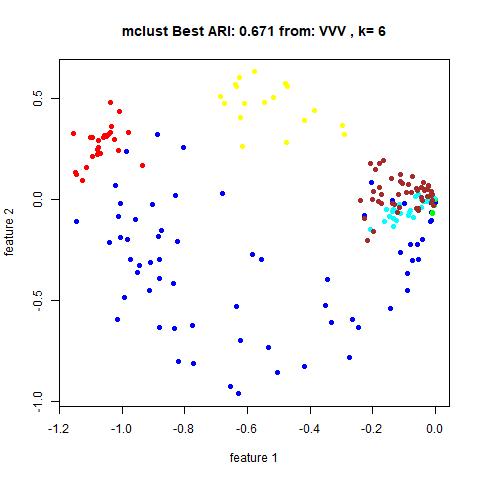 mclust Best ARI: 0.671 from: VVV , k= 6
0.5
0.0
-0.5
-1.0
feature 2
-1.2 -1.0 -0.8 -0.6 -0.4 -0.2 0.0
feature 1